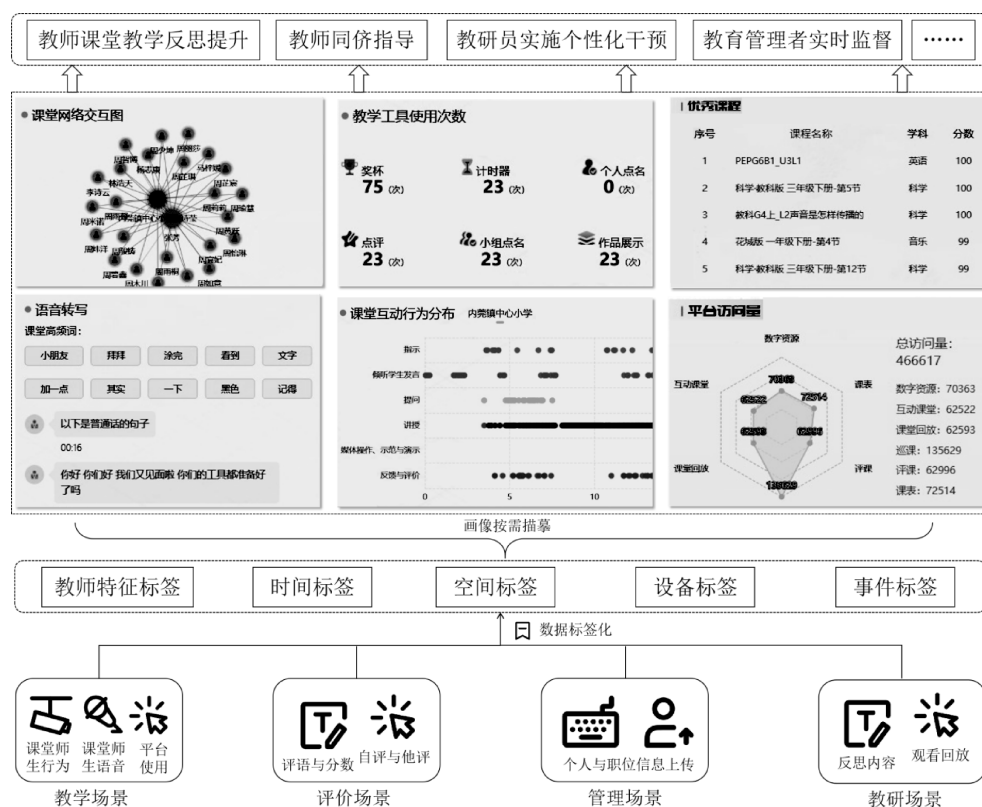 教师课堂教学反思提升
教师同侪指导
教研员实施个性化干预
教育管理者实时监督
……
课堂网络交互图
李诗云
周米诺
周木川
教学工具使用次数
奖杯
75 (次)
计时器
23 (次)
个人点名
0 (次)
点评
23 (次)
小组点名
23 (次)
作品展示
23 (次)
优秀课程
序号 课程名称 学科 分数
1 PEPG6B1_U3L1 英语 100
2 科学·教科版 三年级下册-第5节 科学 100
3 教科G4上_L2声音是怎样传播的 科学 100
4 花城版 一年级下册-第4节 音乐 99
5 科学·教科版 三年级下册-第12节 科学 99
语音转写
课堂高频词:
小朋友 拜拜 涂完 看到 文字
加一点 其实 一下 黑色 记得
以下是普通话的句子
00:16
你好 你们好 我们又见面啦 你们的工具都准备好
了吗
课堂互动行为分布 内莞镇中心小学
指示
倾听学生发言
提问
讲授
媒体操作、示范与演示
反馈与评价
0 5 10
平台访问量
数字资源
互动课堂
课表
课堂回放
评课
70363
62522
72514
总访问量:
466617
数字资源: 70363
互动课堂: 62522
课堂回放: 62593
巡课: 135629
评课: 62996
课表: 72514
画像按需描摹
教师特征标签
时间标签
空间标签
设备标签
事件标签
数据标签化
课堂师
生行为
课堂师
生语音
平台
使用
教学场景
评语与分数
自评与他评
评价场景
个人与职位信息上传
管理场景
反思内容
观看回放
教研场景